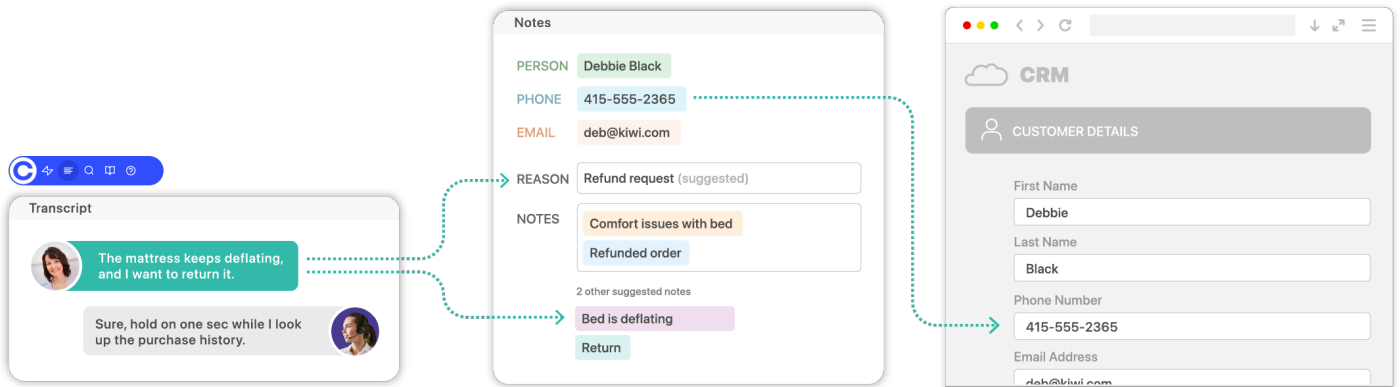 Transcript
The mattress keeps deflating,
and I want to return it.
Sure, hold on one sec while I look
up the purchase history.
Notes
PERSON Debbie Black
PHONE 415-555-2365
EMAIL deb@kiwi.com
REASON Refund request (suggested)
NOTES Comfort issues with bed
Refunded order
2 other suggested notes
Bed is deflating
Return
CRM
CUSTOMER DETAILS
First Name
Debbie
Last Name
Black
Phone Number
415-555-2365
Email Address
deb@kiwi.com